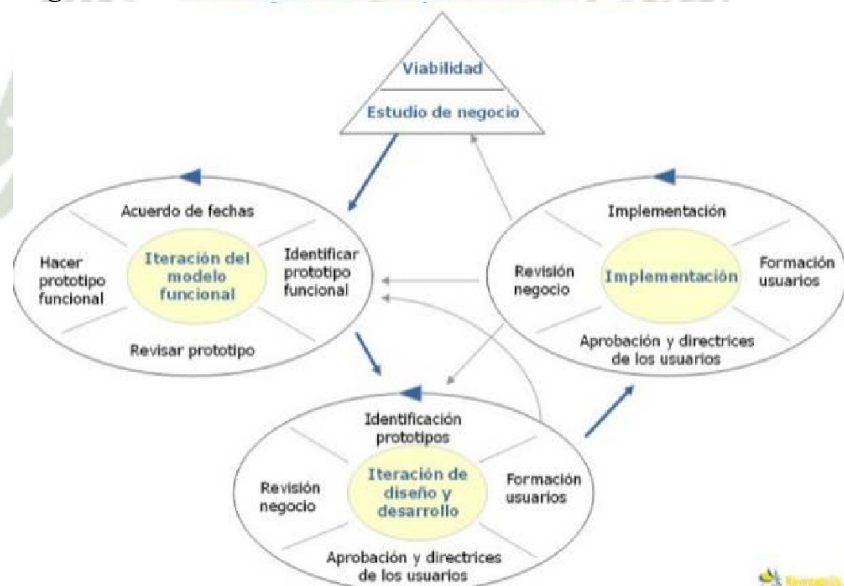 Viabilidad
Estudio de negocio
Acuerdo de fechas
Hacer
prototipo
funcional
Iteración del
modelo
funcional
Identificar
prototipo
funcional
Revisar prototipo
Implementación
Revisión
negocio
Implementación
Formación
usuarios
Aprobación y directrices
de los usuarios
Identificación
prototipos
Revisión
negocio
Iteración de
diseño y
desarrollo
Formación
usuarios
Aprobación y directrices
de los usuarios